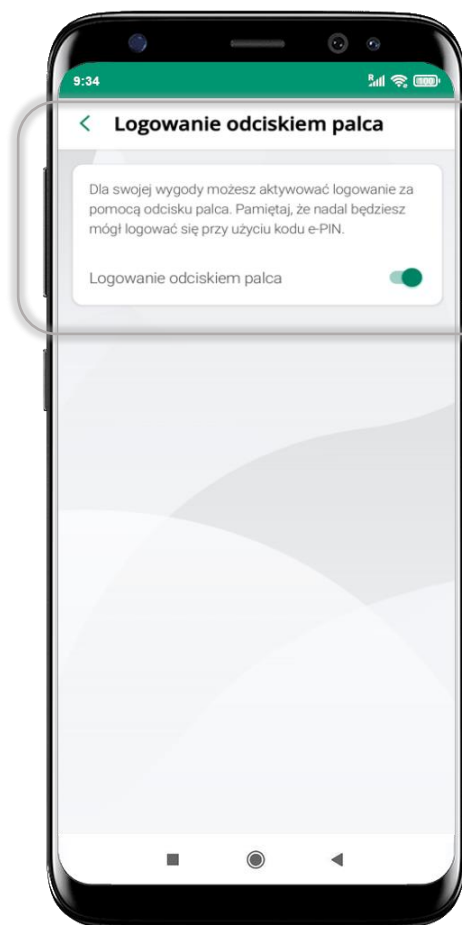 9:34
R
100
Logowanie odciskiem palca
Dla swojej wygody możesz aktywować logowanie za
pomocą odcisku palca. Pamiętaj, że nadal będziesz
mógł logować się przy użyciu kodu e-PIN.
Logowanie odciskiem palca